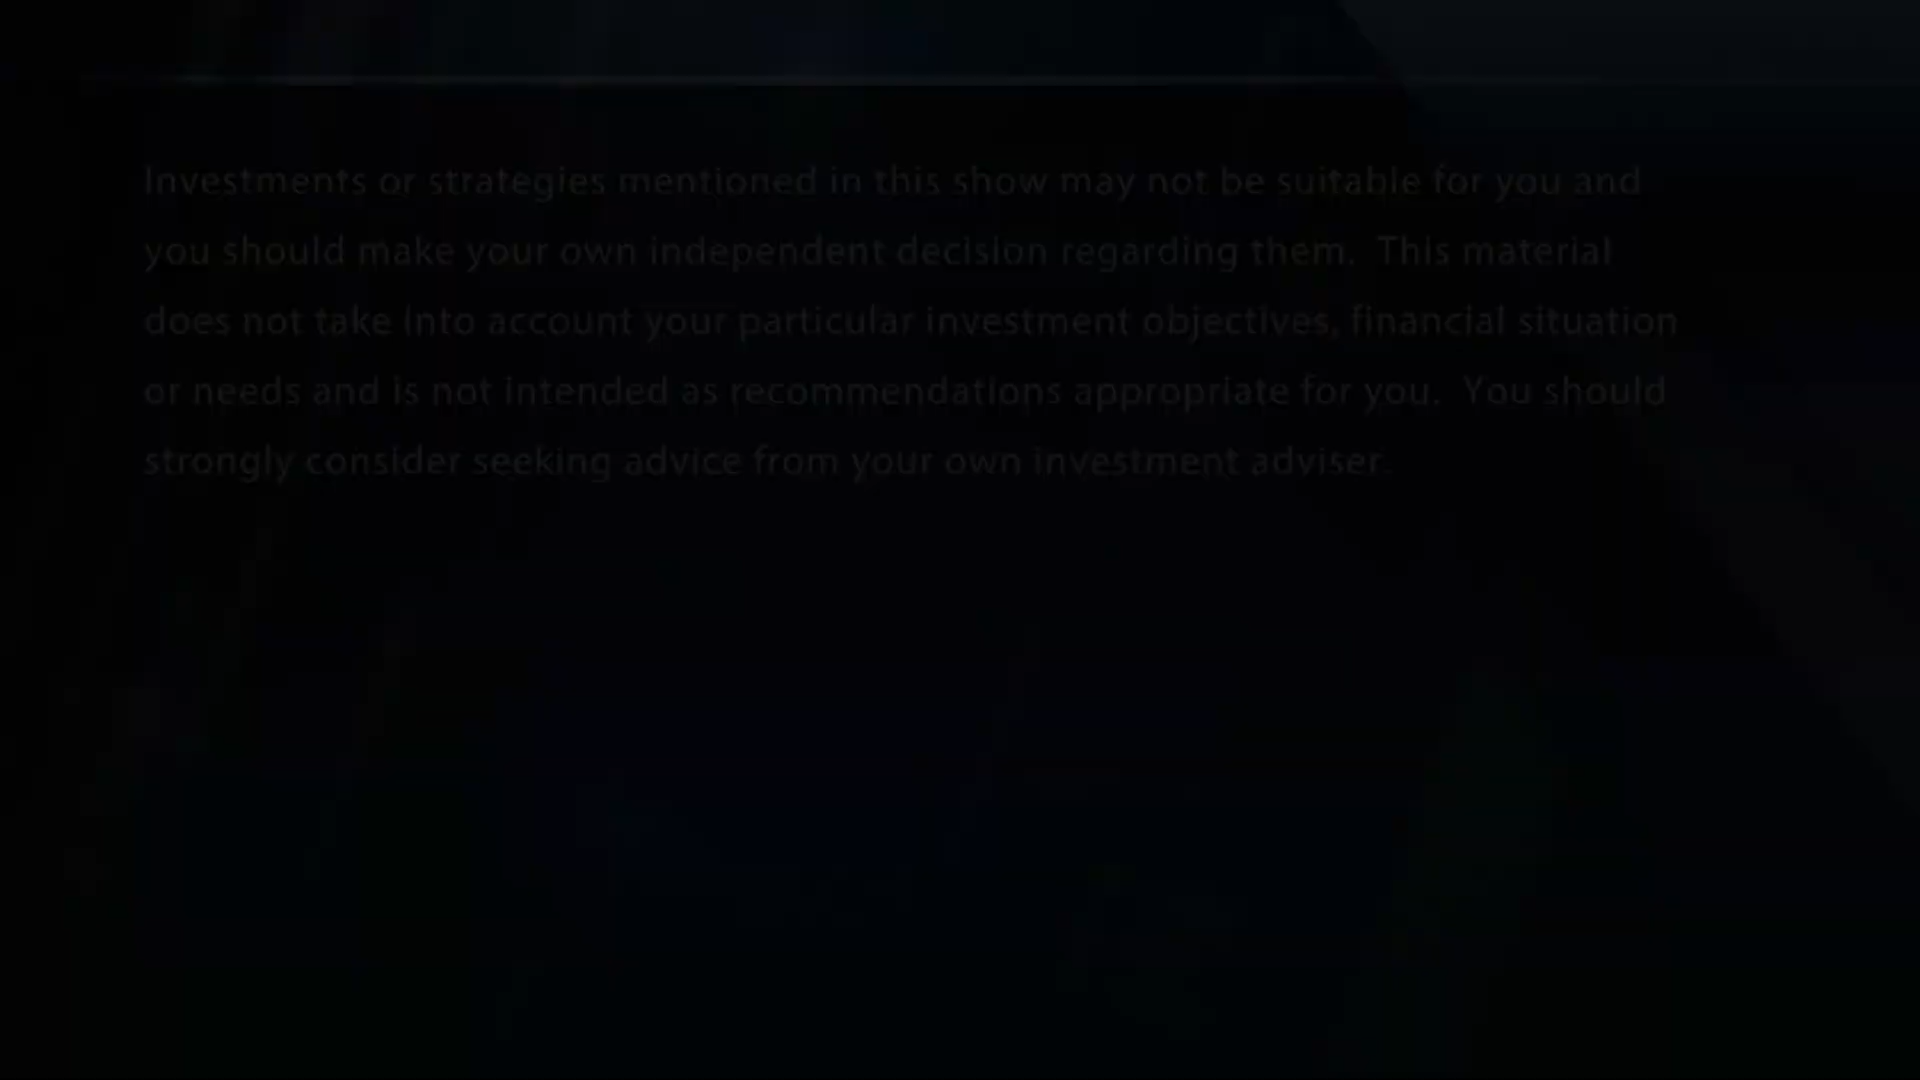 Investments or strategies mentioned in this show may not be suitable for you and
you should make your own independent decision regarding them.  This material
does not take into account your particular investment objectives, financial situation
or needs and is not intended as recommendations appropriate for you.  You should
strongly consider seeking advice from your own investment adviser.